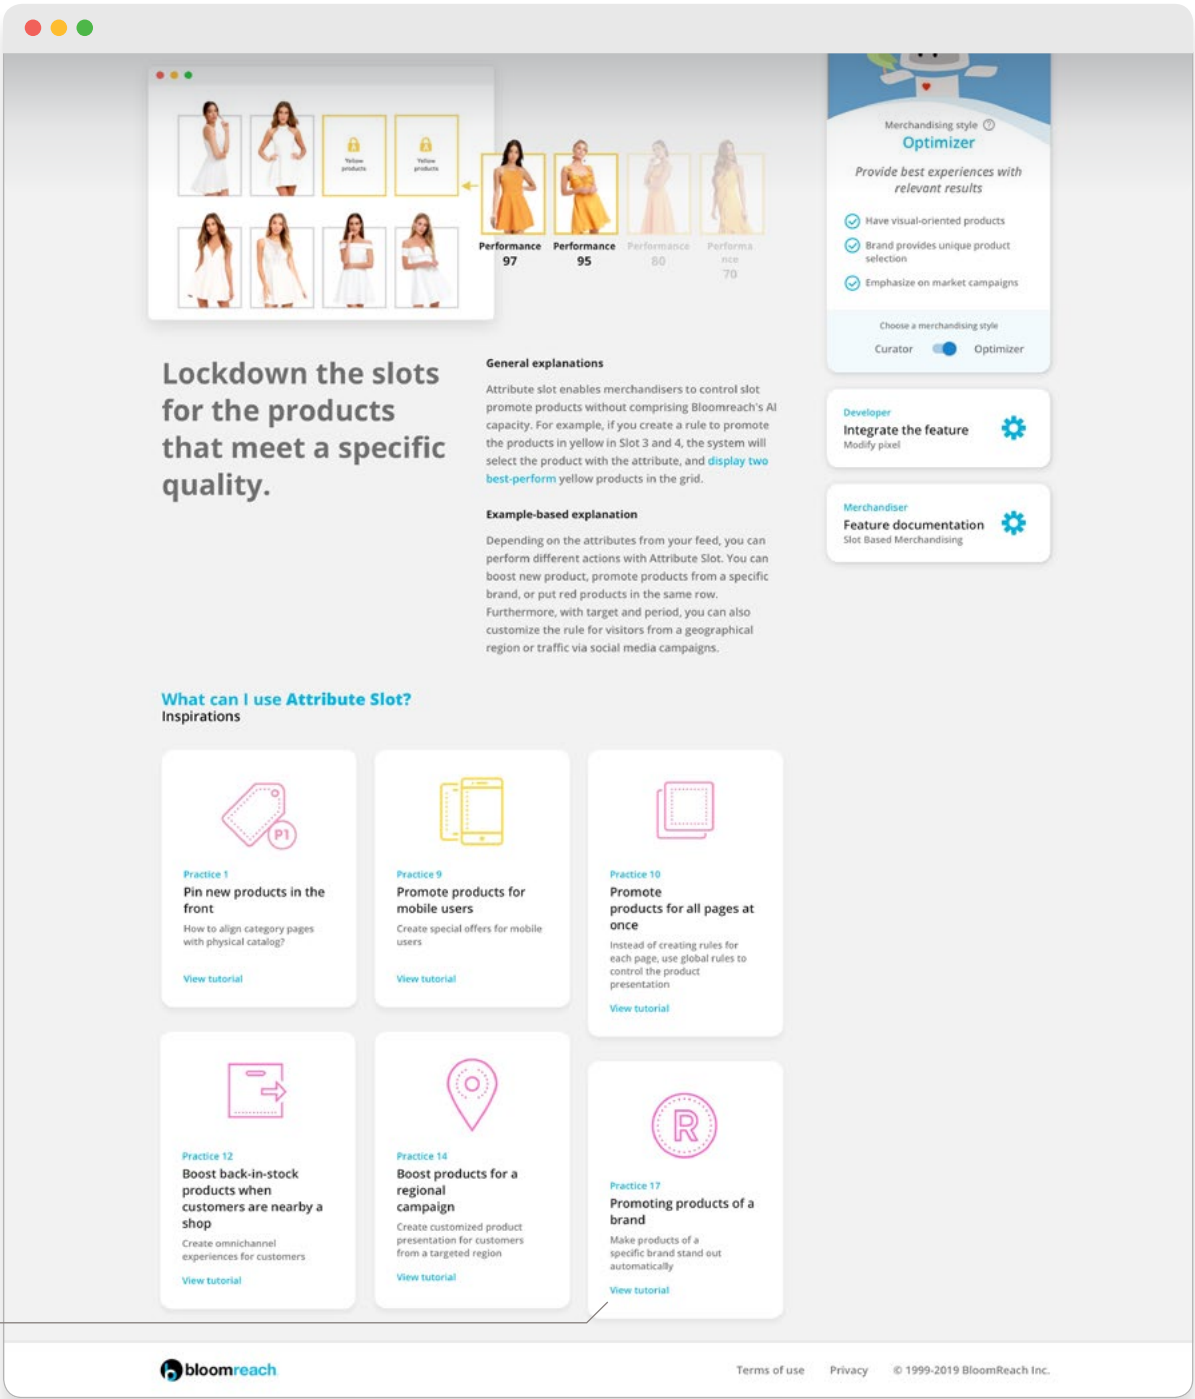 Yellow
products
Yellow
products
Performance
97
Performance
95
Performance
80
Performa
nce
70
Lockdown the slots
for the products
that meet a specific
quality.
General explanations
Attribute slot enables merchandisers to control slot
promote products without comprising Bloomreach's AI
capacity. For example, if you create a rule to promote
the products in yellow in Slot 3 and 4, the system will
select the product with the attribute, and display two
best-perform yellow products in the grid.
Example-based explanation
Depending on the attributes from your feed, you can
perform different actions with Attribute Slot. You can
boost new product, promote products from a specific
brand, or put red products in the same row.
Furthermore, with target and period, you can also
customize the rule for visitors from a geographical
region or traffic via social media campaigns.
Merchandising style ?
Optimizer
Provide best experiences with
relevant results
Have visual-oriented products
Brand provides unique product
selection
Emphasize on market campaigns
Choose a merchandising style
Curator Optimizer
Developer
Integrate the feature
Modify pixel
Merchandiser
Feature documentation
Slot Based Merchandising
What can I use Attribute Slot?
Inspirations
P1
Practice 1
Pin new products in the
front
How to align category pages
with physical catalog?
View tutorial
Practice 9
Promote products for
mobile users
Create special offers for mobile
users
View tutorial
Practice 10
Promote
products for all pages at
once
Instead of creating rules for
each page, use global rules to
control the product
presentation
View tutorial
Practice 12
Boost back-in-stock
products when
customers are nearby a
shop
Create omnichannel
experiences for customers
View tutorial
Practice 14
Boost products for a
regional
campaign
Create customized product
presentation for customers
from a targeted region
View tutorial
R
Practice 17
Promoting products of a
brand
Make products of a
specific brand stand out
automatically
View tutorial
bloomreach
Terms of use Privacy © 1999-2019 BloomReach Inc.